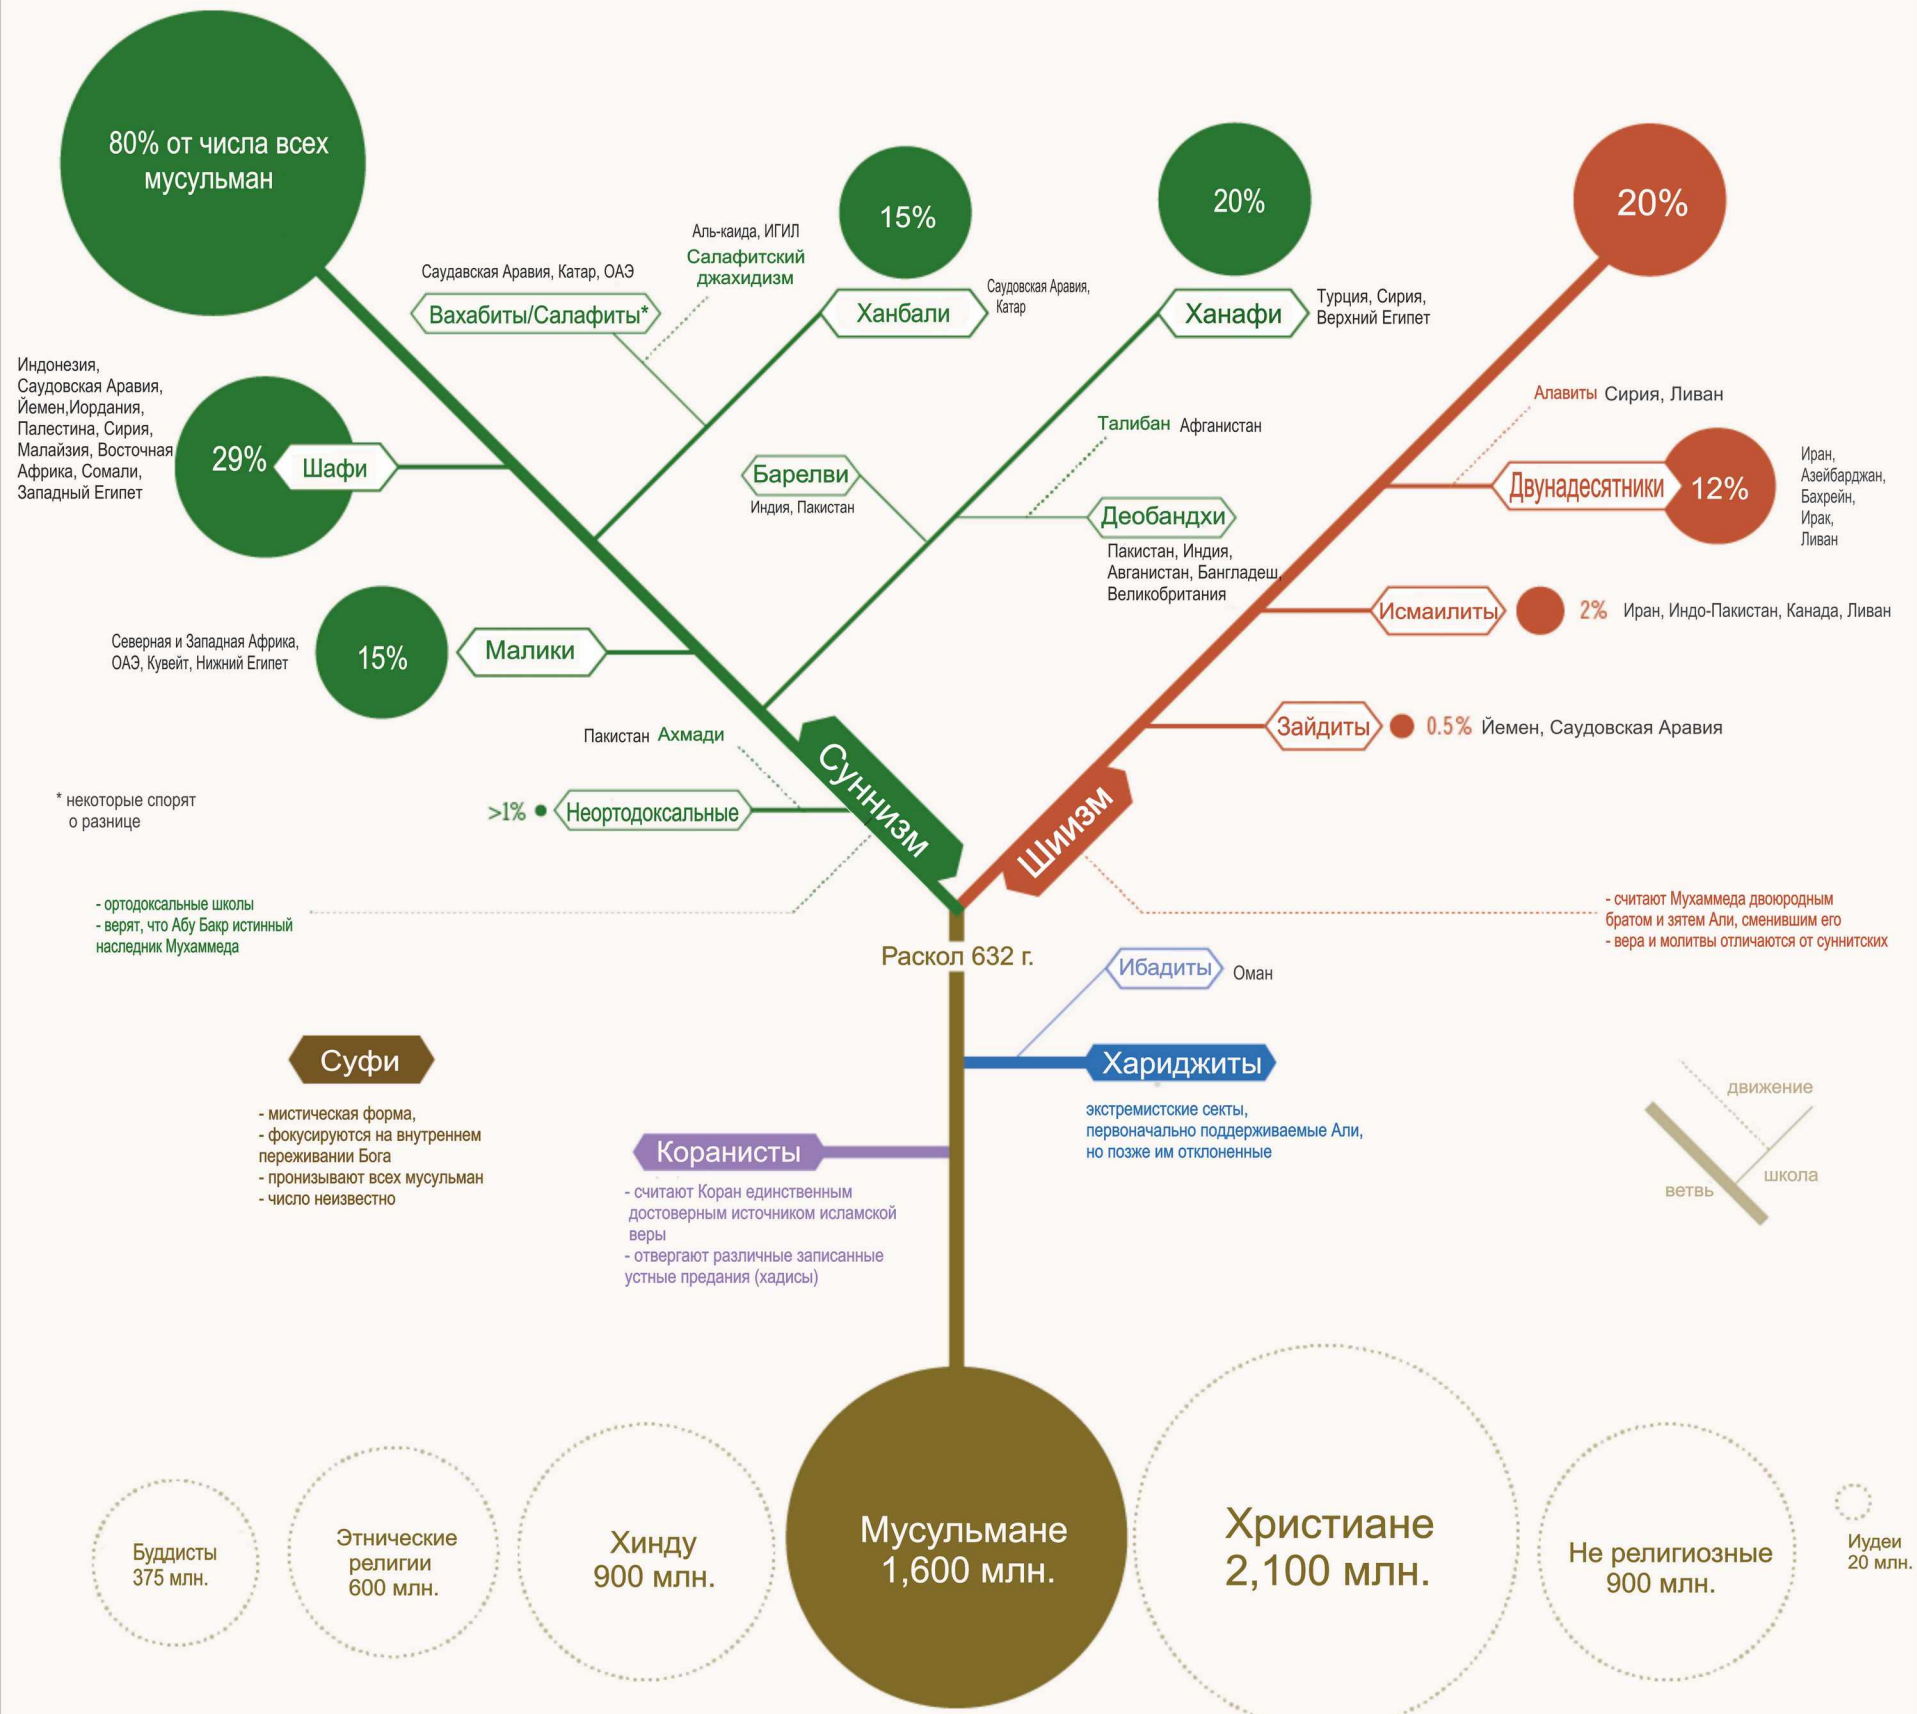 80% от числа всех
мусульман
15%
20%
20%
Аль-каида, ИГИЛ
Салафитский
джахидизм
Саудавская Аравия, Катар, ОАЭ
Вахабиты/Салафиты*
Ханбали
Саудовская Аравия,
Катар
Ханафи
Турция, Сирия,
Верхний Египет
Индонезия,
Саудовская Аравия,
Йемен,Иордания,
Палестина, Сирия,
Малайзия, Восточная
Африка, Сомали,
Западный Египет
29%
Шафи
Барелви
Индия, Пакистан
Талибан Афганистан
Деобандхи
Пакистан, Индия,
Авганистан, Бангладеш,
Великобритания
Алавиты Сирия, Ливан
Двунадесятники
12%
Иран,
Азейбарджан,
Бахрейн,
Ирак,
Ливан
Исмаилиты
2%
Иран, Индо-Пакистан, Канада, Ливан
Северная и Западная Африка,
ОАЭ, Кувейт, Нижний Египет
15%
Малики
Зайдиты
0.5% Йемен, Саудовская Аравия
Пакистан Ахмади
>1%
Неортодоксальные
Суннизм
Шиизм
* некоторые спорят
о разнице
- ортодоксальные школы
- верят, что Абу Бакр истинный
наследник Мухаммеда
- считают Мухаммеда двоюродным
братом и зятем Али, сменившим его
- вера и молитвы отличаются от суннитских
Раскол 632 г.
Ибадиты
Оман
Хариджиты
экстремистские секты,
первоначально поддерживаемые Али,
но позже им отклоненные
Суфи
- мистическая форма,
- фокусируются на внутреннем
переживании Бога
- пронизывают всех мусульман
- число неизвестно
Коранисты
- считают Коран единственным
достоверным источником исламской
веры
- отвергают различные записанные
устные предания (хадисы)
движение
школа
ветвь
Буддисты
375 млн.
Этнические
религии
600 млн.
Хинду
900 млн.
Мусульмане
1,600 млн.
Христиане
2,100 млн.
Не религиозные
900 млн.
Иудеи
20 млн.